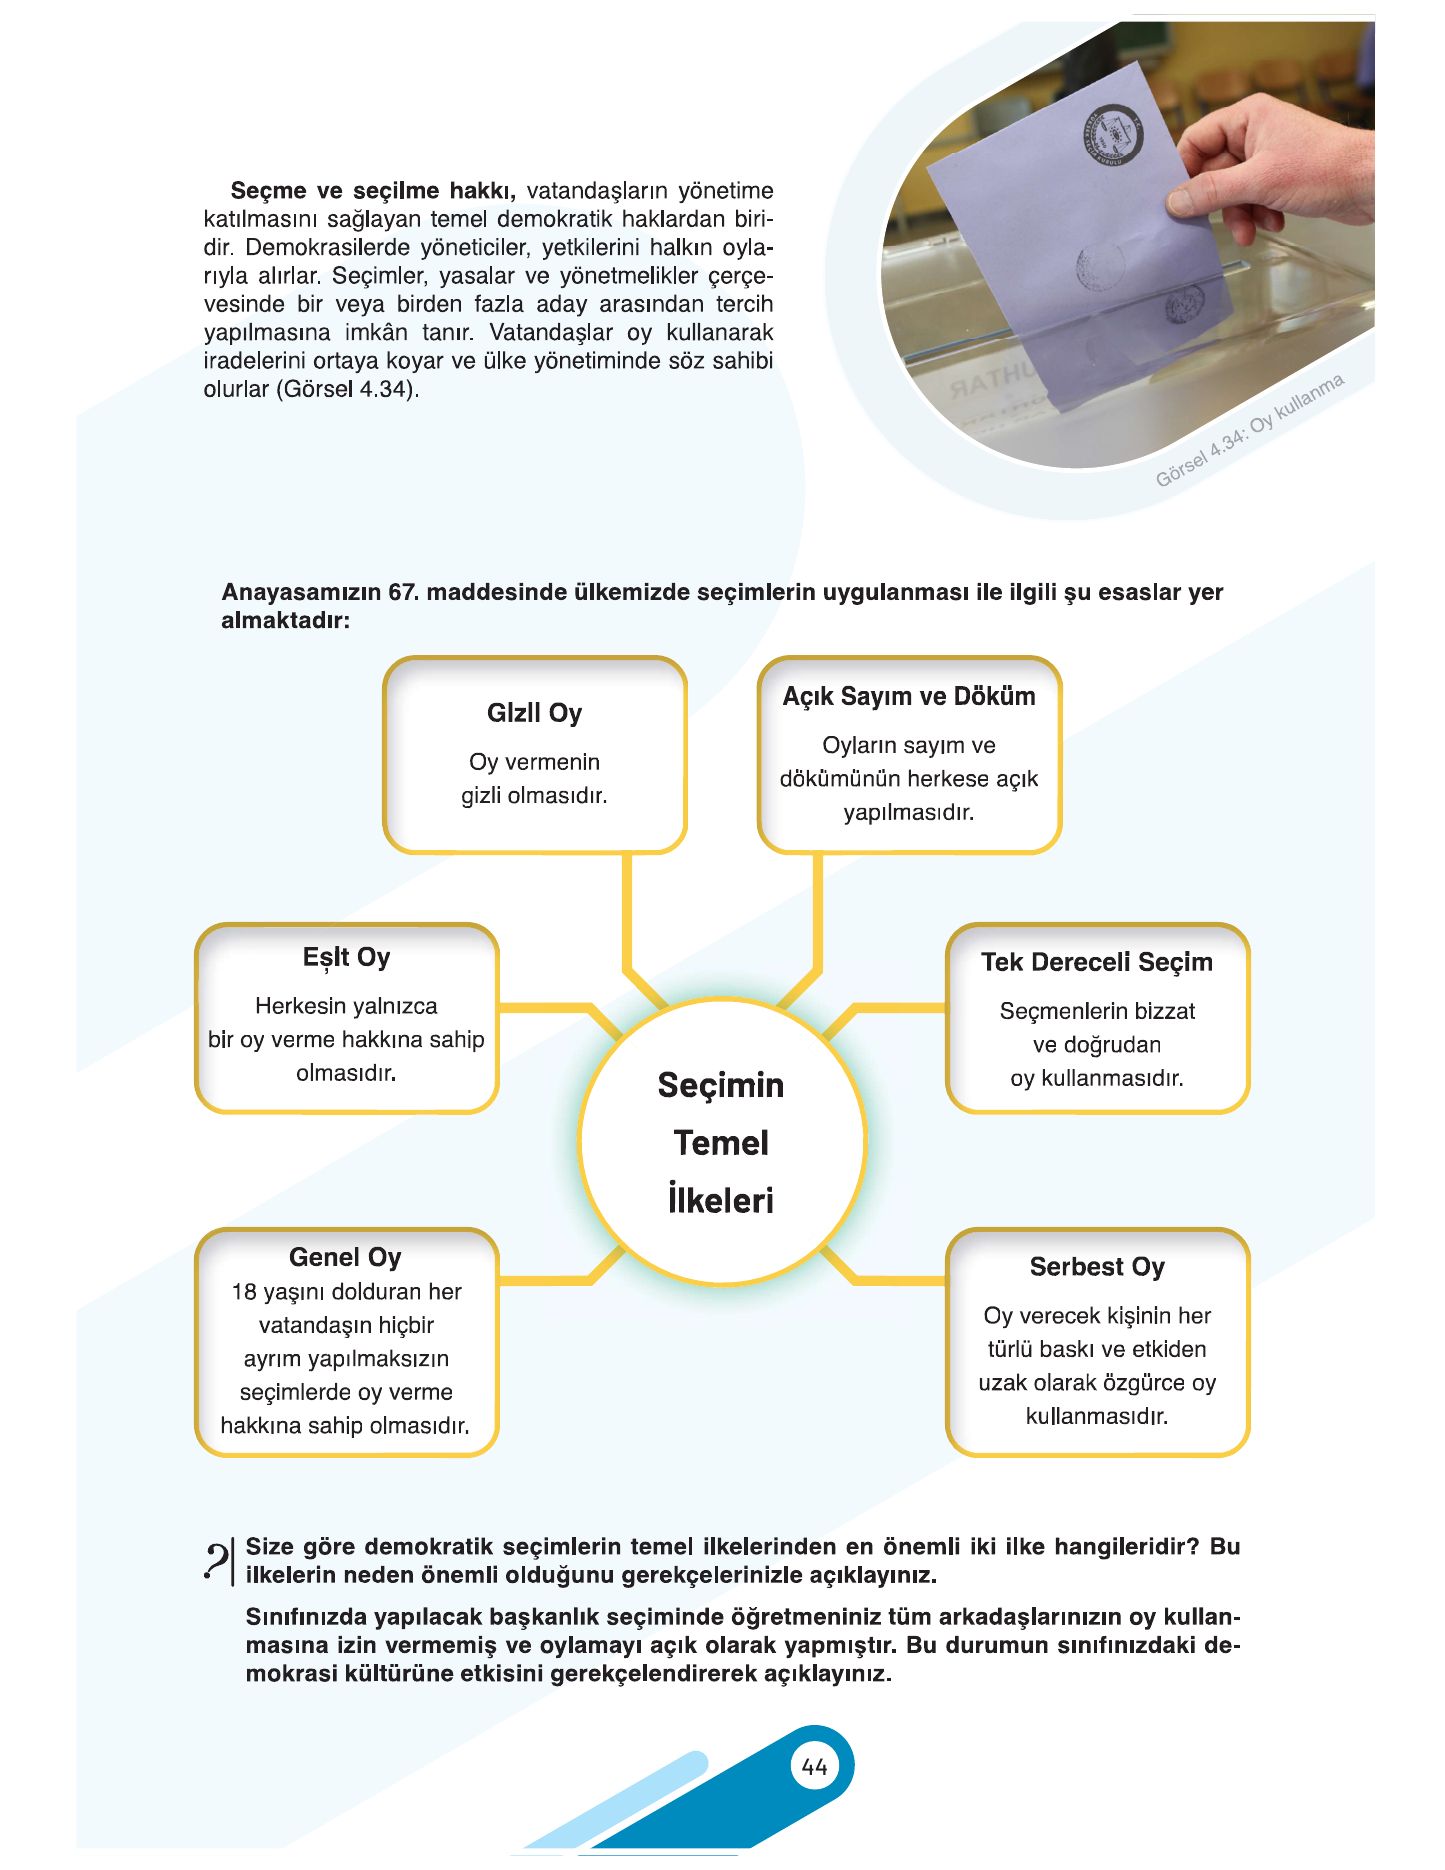 Seçme ve seçilme hakkı, vatandaşların yönetime
katılmasını sağlayan temel demokratik haklardan biri-
dir. Demokrasilerde yöneticiler, yetkilerini halkın oyla-
rıyla alırlar. Seçimler, yasalar ve yönetmelikler çerçe-
vesinde bir veya birden fazla aday arasından tercih
yapılmasına imkân tanır. Vatandaşlar oy kullanarak
iradelerini ortaya koyar ve ülke yönetiminde söz sahibi
olurlar (Görsel 4.34).
Görsel 4.34: Oy kullanma
Anayasamızın 67. maddesinde ülkemizde seçimlerin uygulanması ile ilgili şu esaslar yer
almaktadır:
Gizli Oy
Oy vermenin
gizli olmasıdır.
Açık Sayım ve Döküm
Oyların sayım ve
dökümünün herkese açık
yapılmasıdır.
Eşit Oy
Herkesin yalnızca
bir oy verme hakkına sahip
olmasıdır.
Tek Dereceli Seçim
Seçmenlerin bizzat
ve doğrudan
oy kullanmasıdır.
Seçimin
Temel
İlkeleri
Genel Oy
18 yaşını dolduran her
vatandaşın hiçbir
ayrım yapılmaksızın
seçimlerde oy verme
hakkına sahip olmasıdır.
Serbest Oy
Oy verecek kişinin her
türlü baskı ve etkiden
uzak olarak özgürce oy
kullanmasıdır.
? Size göre demokratik seçimlerin temel ilkelerinden en önemli iki ilke hangileridir? Bu
ilkelerin neden önemli olduğunu gerekçelerinizle açıklayınız.
Sınıfınızda yapılacak başkanlık seçiminde öğretmeniniz tüm arkadaşlarınızın oy kullan-
masına izin vermemiş ve oylamayı açık olarak yapmıştır. Bu durumun sınıfınızdaki de-
mokrasi kültürüne etkisini gerekçelendirerek açıklayınız.
44